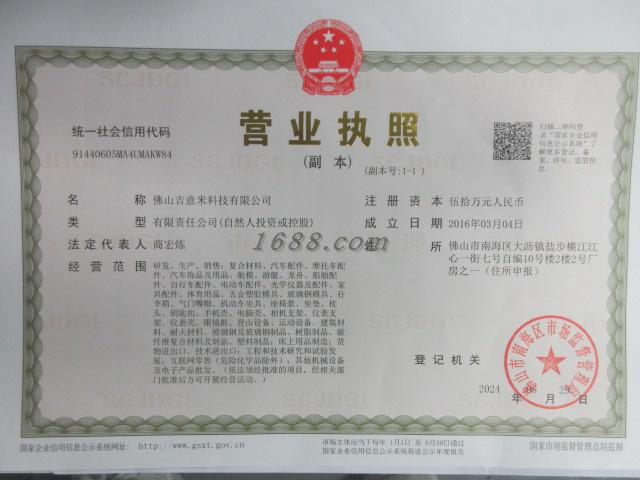 SCJDGL
SCJDGL
统一社会信用代码
91440605MA4UMAKW84
营业执照
(副 本)
(副本号:1-1)
扫描二维码登
录“国家企业信用
信息公示系统”了
解更多登记、备
案、许可、监管信
息。
名 称 佛山吉意米科技有限公司
类 型 有限责任公司(自然人投资或控股)
法定代表人 商宏炼
经营范围 研发、生产、销售:复合材料、汽车配件、摩托车配
件、汽车饰品及用品、航模、游艇、龙舟、船舶配
件、自行车配件、电动车配件、光学仪器及配件、家
具配件、体育用品、五金塑胶模具、玻璃钢模具、行
李箱、气门嘴帽、机动车坐具、座椅套、坐垫、枕
头、钥匙扣、手机壳、电脑壳、相机支架、仪表支
架、仪表壳、眼镜框、登山设备、运动设备、建筑材
料、耐火材料、玻璃钢及玻璃钢制品、树脂制品、碳
纤维复合材料及制品、塑料制品;床上用品制造;货
物进出口、技术进出口;工程和技术研究和试验发
展;互联网零售(危险化学品除外);其他机械设备
及电子产品批发。(依法须经批准的项目,经相关部
门批准后方可开展经营活动。)
注册资本 伍拾万元人民币
成立日期 2016年03月04日
住 所 佛山市南海区大沥镇盐步横江江
心一街七号自编10号楼2楼2号厂
房之一(住所申报)
1688.com
登记机关
佛山市南海区市场监督管理局
2024 年 08 月 2 日
国家企业信用信息公示系统网址: http://www.gsxt.gov.cn
市场主体应当于每年 1月1日 至 6月30日通过
国家企业信用信息公示系统报送公示年度报告
国家市场监督管理总局监制